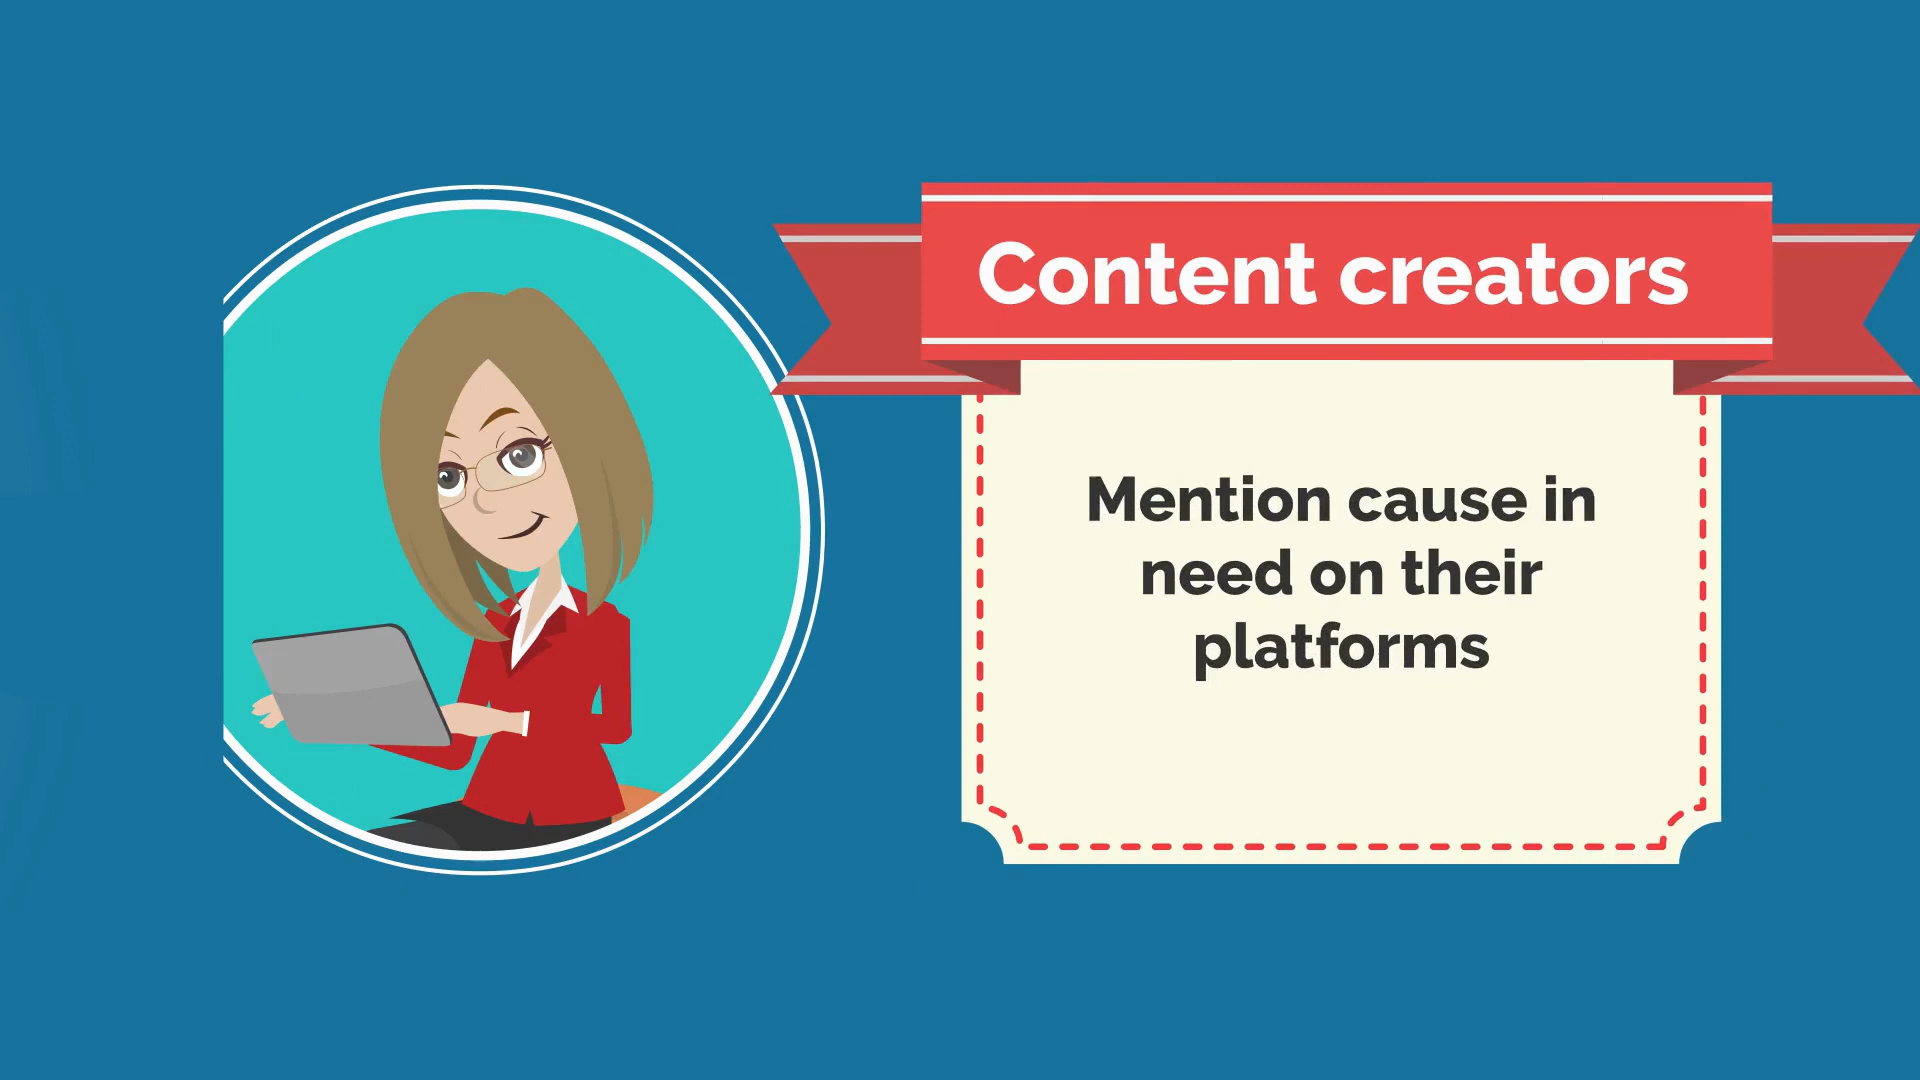 Content creators
Mention cause in
need on their
platforms